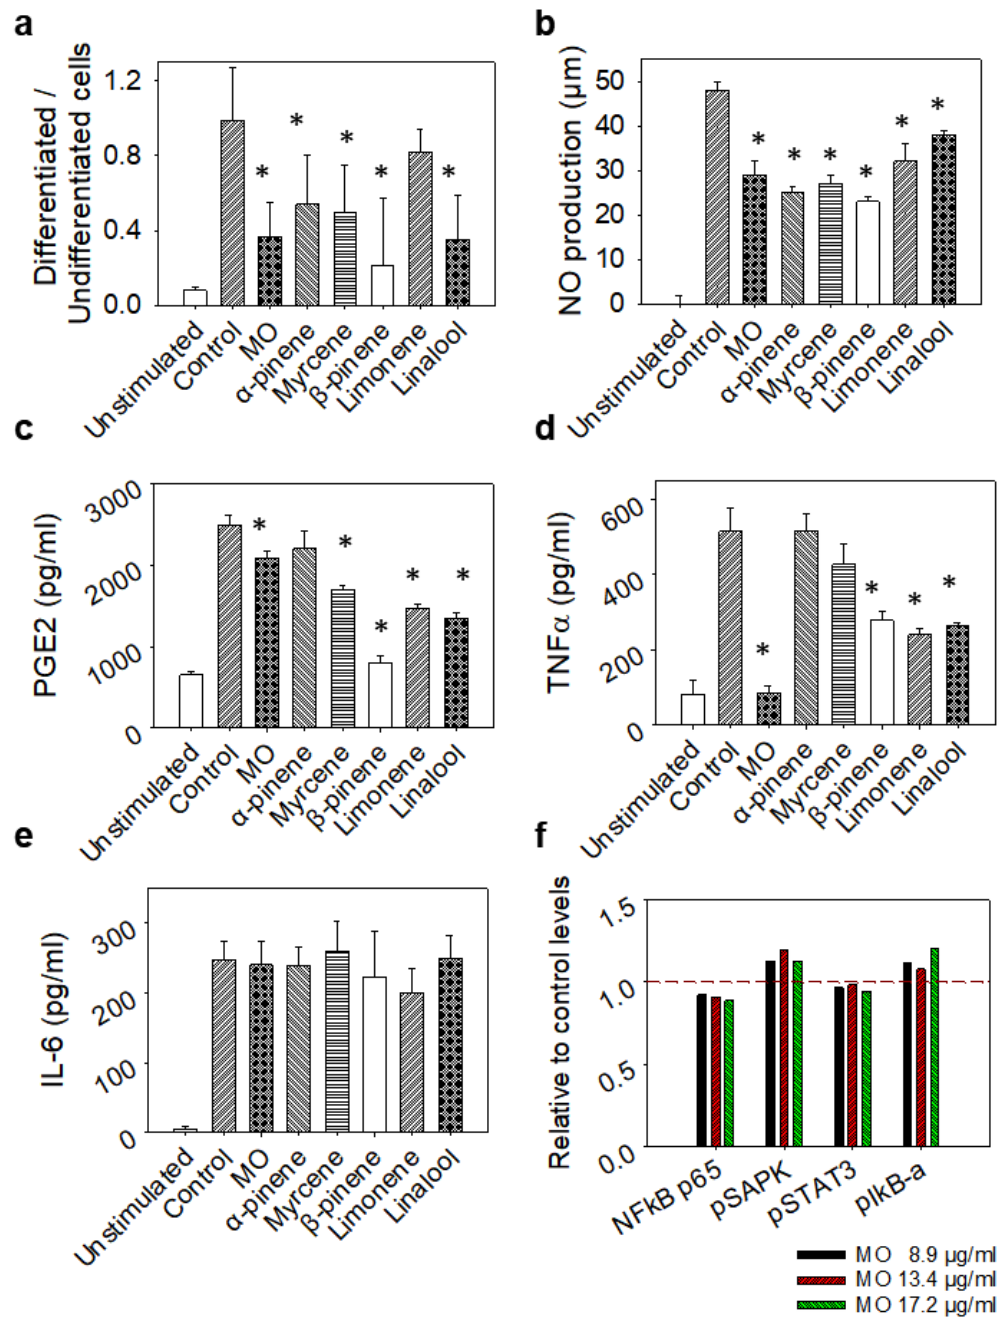 a
Differentiated /
Undifferentiated cells
1.2
0.8
0.4
0.0
Unstimulated
Control
MO
α-pinene
Myrcene
β-pinene
Limonene
Linalool
* * * * *
b
NO production (µm)
50
40
30
20
10
0
Unstimulated
Control
MO
α-pinene
Myrcene
β-pinene
Limonene
Linalool
* * * * * *
c
PGE2 (pg/ml)
3000
2000
1000
0
Unstimulated
Control
MO
α-pinene
Myrcene
β-pinene
Limonene
Linalool
* * * * *
d
TNFα (pg/ml)
600
400
200
0
Unstimulated
Control
MO
α-pinene
Myrcene
β-pinene
Limonene
Linalool
* * * *
e
IL-6 (pg/ml)
300
200
100
0
Unstimulated
Control
MO
α-pinene
Myrcene
β-pinene
Limonene
Linalool
f
Relative to control levels
1.5
1.0
0.5
0.0
NFkB p65
pSAPK
pSTAT3
pIkB-a
MO 8.9 µg/ml
MO 13.4 µg/ml
MO 17.2 µg/ml